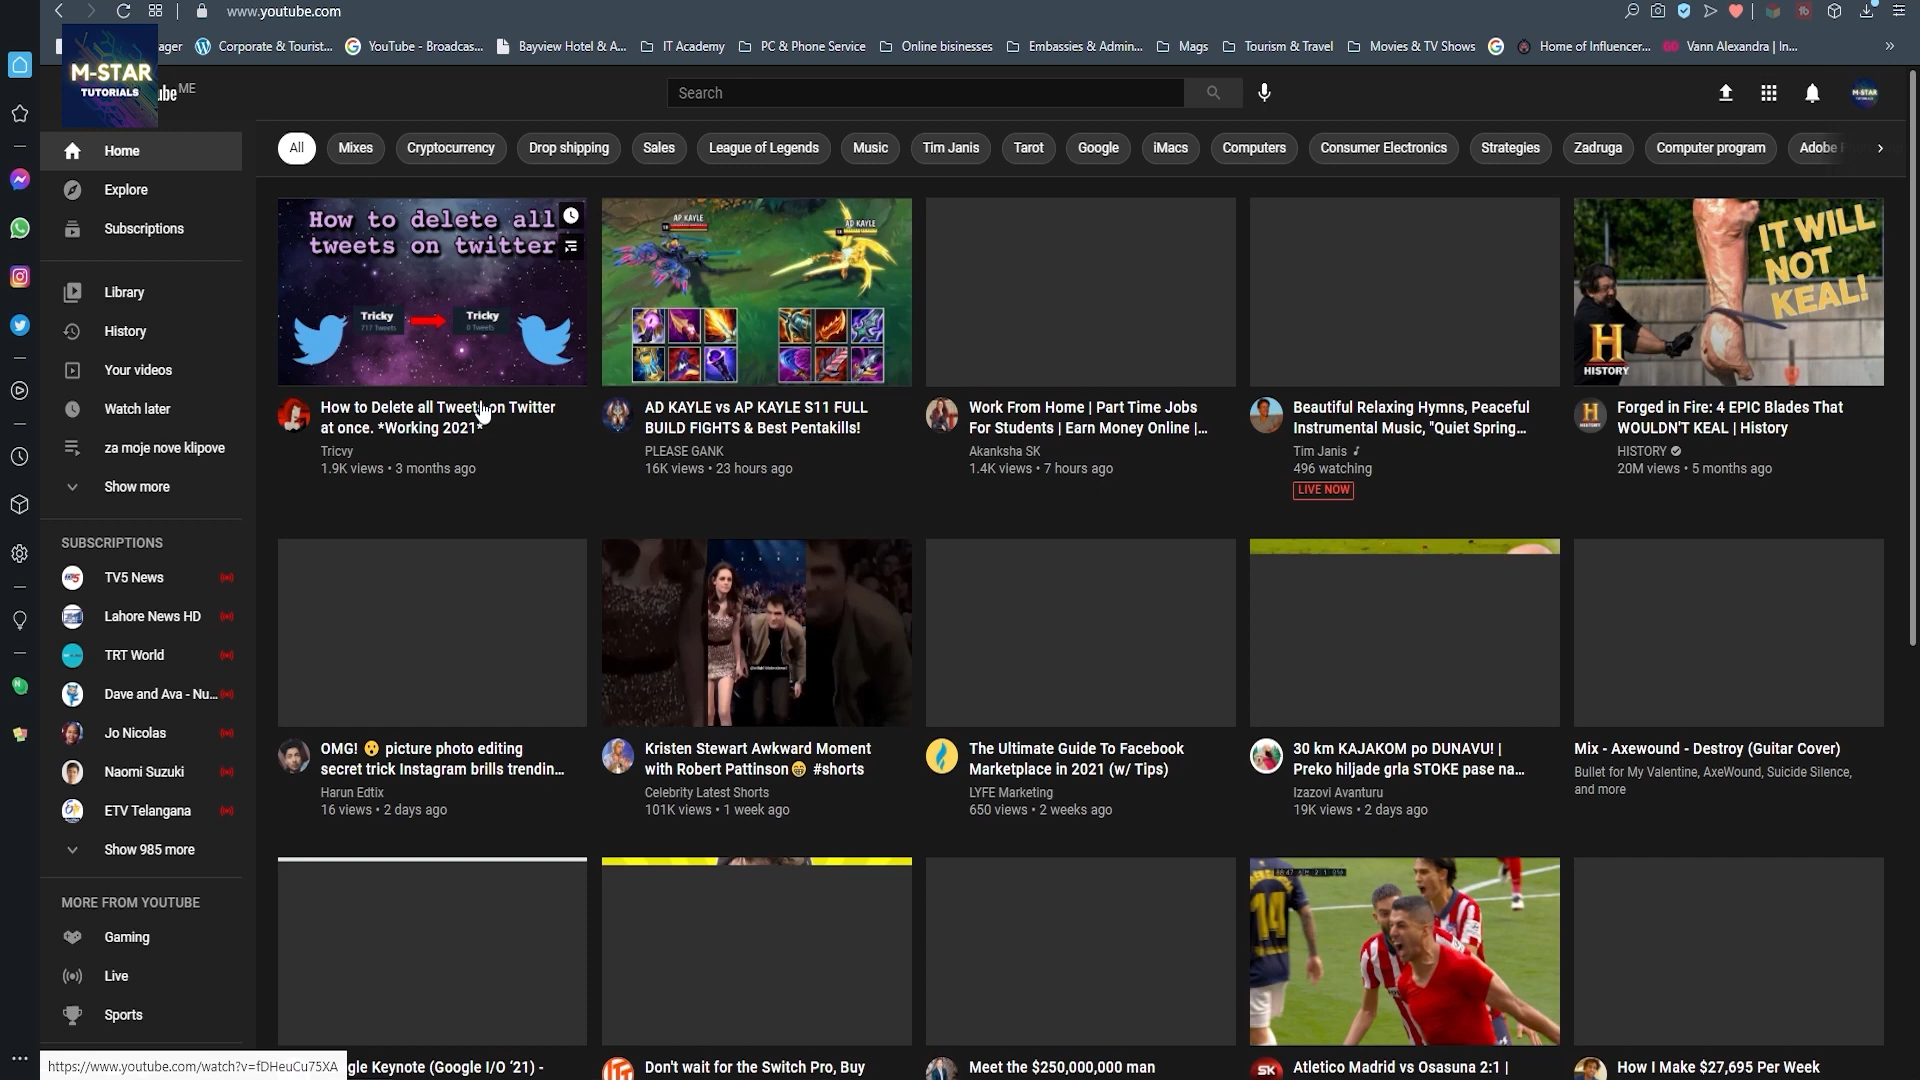 www.youtube.com
ager
Corporate & Tourist...
YouTube - Broadcas...
Bayview Hotel & A...
IT Academy
PC & Phone Service
Online bisinesses
Embassies & Admin...
Mags
Tourism & Travel
Movies & TV Shows
Home of Influencer...
Vann Alexandra | In...
M-STAR
TUTORIALS
ube ME
Search
Home
Explore
Subscriptions
Library
History
Your videos
Watch later
za moje nove klipove
Show more
SUBSCRIPTIONS
TV5 News
Lahore News HD
TRT World
Dave and Ava - Nu...
Jo Nicolas
Naomi Suzuki
ETV Telangana
Show 985 more
MORE FROM YOUTUBE
Gaming
Live
Sports
https://www.youtube.com/watch?v=fDHeuCu75XA
All
Mixes
Cryptocurrency
Drop shipping
Sales
League of Legends
Music
Tim Janis
Tarot
Google
iMacs
Computers
Consumer Electronics
Strategies
Zadruga
Computer program
Adobe
How to delete all
tweets on twitter
Tricky
717 Tweets
Tricky
0 Tweets
How to Delete all Tweets on Twitter
at once. *Working 2021*
Tricvy
1.9K views • 3 months ago
AP KAYLE
AD KAYLE
AD KAYLE vs AP KAYLE S11 FULL
BUILD FIGHTS & Best Pentakills!
PLEASE GANK
16K views • 23 hours ago
Work From Home | Part Time Jobs
For Students | Earn Money Online |...
Akanksha SK
1.4K views • 7 hours ago
Beautiful Relaxing Hymns, Peaceful
Instrumental Music, "Quiet Spring...
Tim Janis
496 watching
LIVE NOW
IT WILL
NOT
KEAL!
H
HISTORY
Forged in Fire: 4 EPIC Blades That
WOULDN'T KEAL | History
HISTORY
20M views • 5 months ago
OMG! 😮 picture photo editing
secret trick Instagram brills trendin...
Harun Edtix
16 views • 2 days ago
Kristen Stewart Awkward Moment
with Robert Pattinson😁 #shorts
Celebrity Latest Shorts
101K views • 1 week ago
The Ultimate Guide To Facebook
Marketplace in 2021 (w/ Tips)
LYFE Marketing
650 views • 2 weeks ago
30 km KAJAKOM po DUNAVU! |
Preko hiljade grla STOKE pase na...
Izazovi Avanturu
19K views • 2 days ago
Mix - Axewound - Destroy (Guitar Cover)
Bullet for My Valentine, AxeWound, Suicide Silence,
and more
gle Keynote (Google I/O '21) -
Don't wait for the Switch Pro, Buy
Meet the $250,000,000 man
14
Atletico Madrid vs Osasuna 2:1 |
How I Make $27,695 Per Week